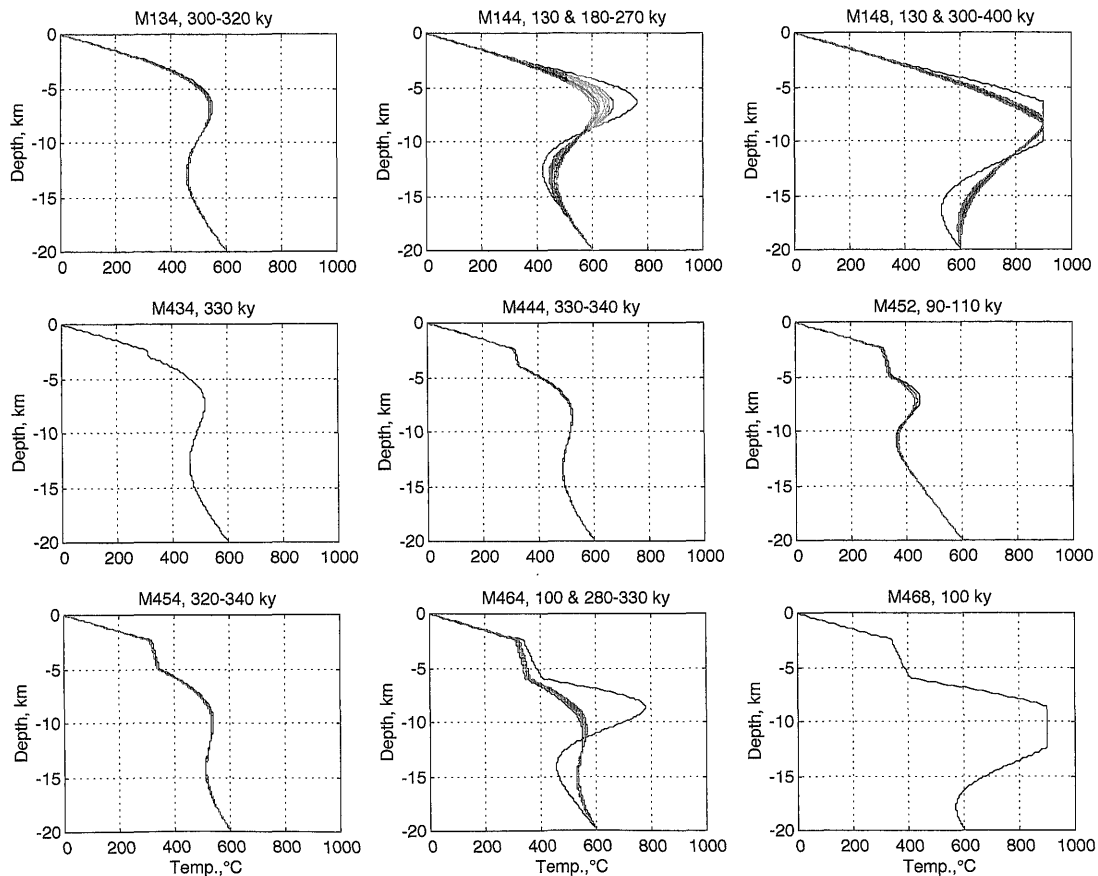 M134, 300-320 ky
M144, 130 & 180-270 ky
M148, 130 & 300-400 ky
0
-5
-10
-15
-20
Depth, km
0 200 400 600 800 1000
0
-5
-10
-15
-20
Depth, km
0 200 400 600 800 1000
0
-5
-10
-15
-20
Depth, km
0 200 400 600 800 1000
M434, 330 ky
M444, 330-340 ky
M452, 90-110 ky
0
-5
-10
-15
-20
Depth, km
0 200 400 600 800 1000
0
-5
-10
-15
-20
Depth, km
0 200 400 600 800 1000
0
-5
-10
-15
-20
Depth, km
0 200 400 600 800 1000
M454, 320-340 ky
M464, 100 & 280-330 ky
M468, 100 ky
0
-5
-10
-15
-20
Depth, km
0 200 400 600 800 1000
Temp.,°C
0
-5
-10
-15
-20
Depth, km
0 200 400 600 800 1000
Temp.,°C
0
-5
-10
-15
-20
Depth, km
0 200 400 600 800 1000
Temp.,°C